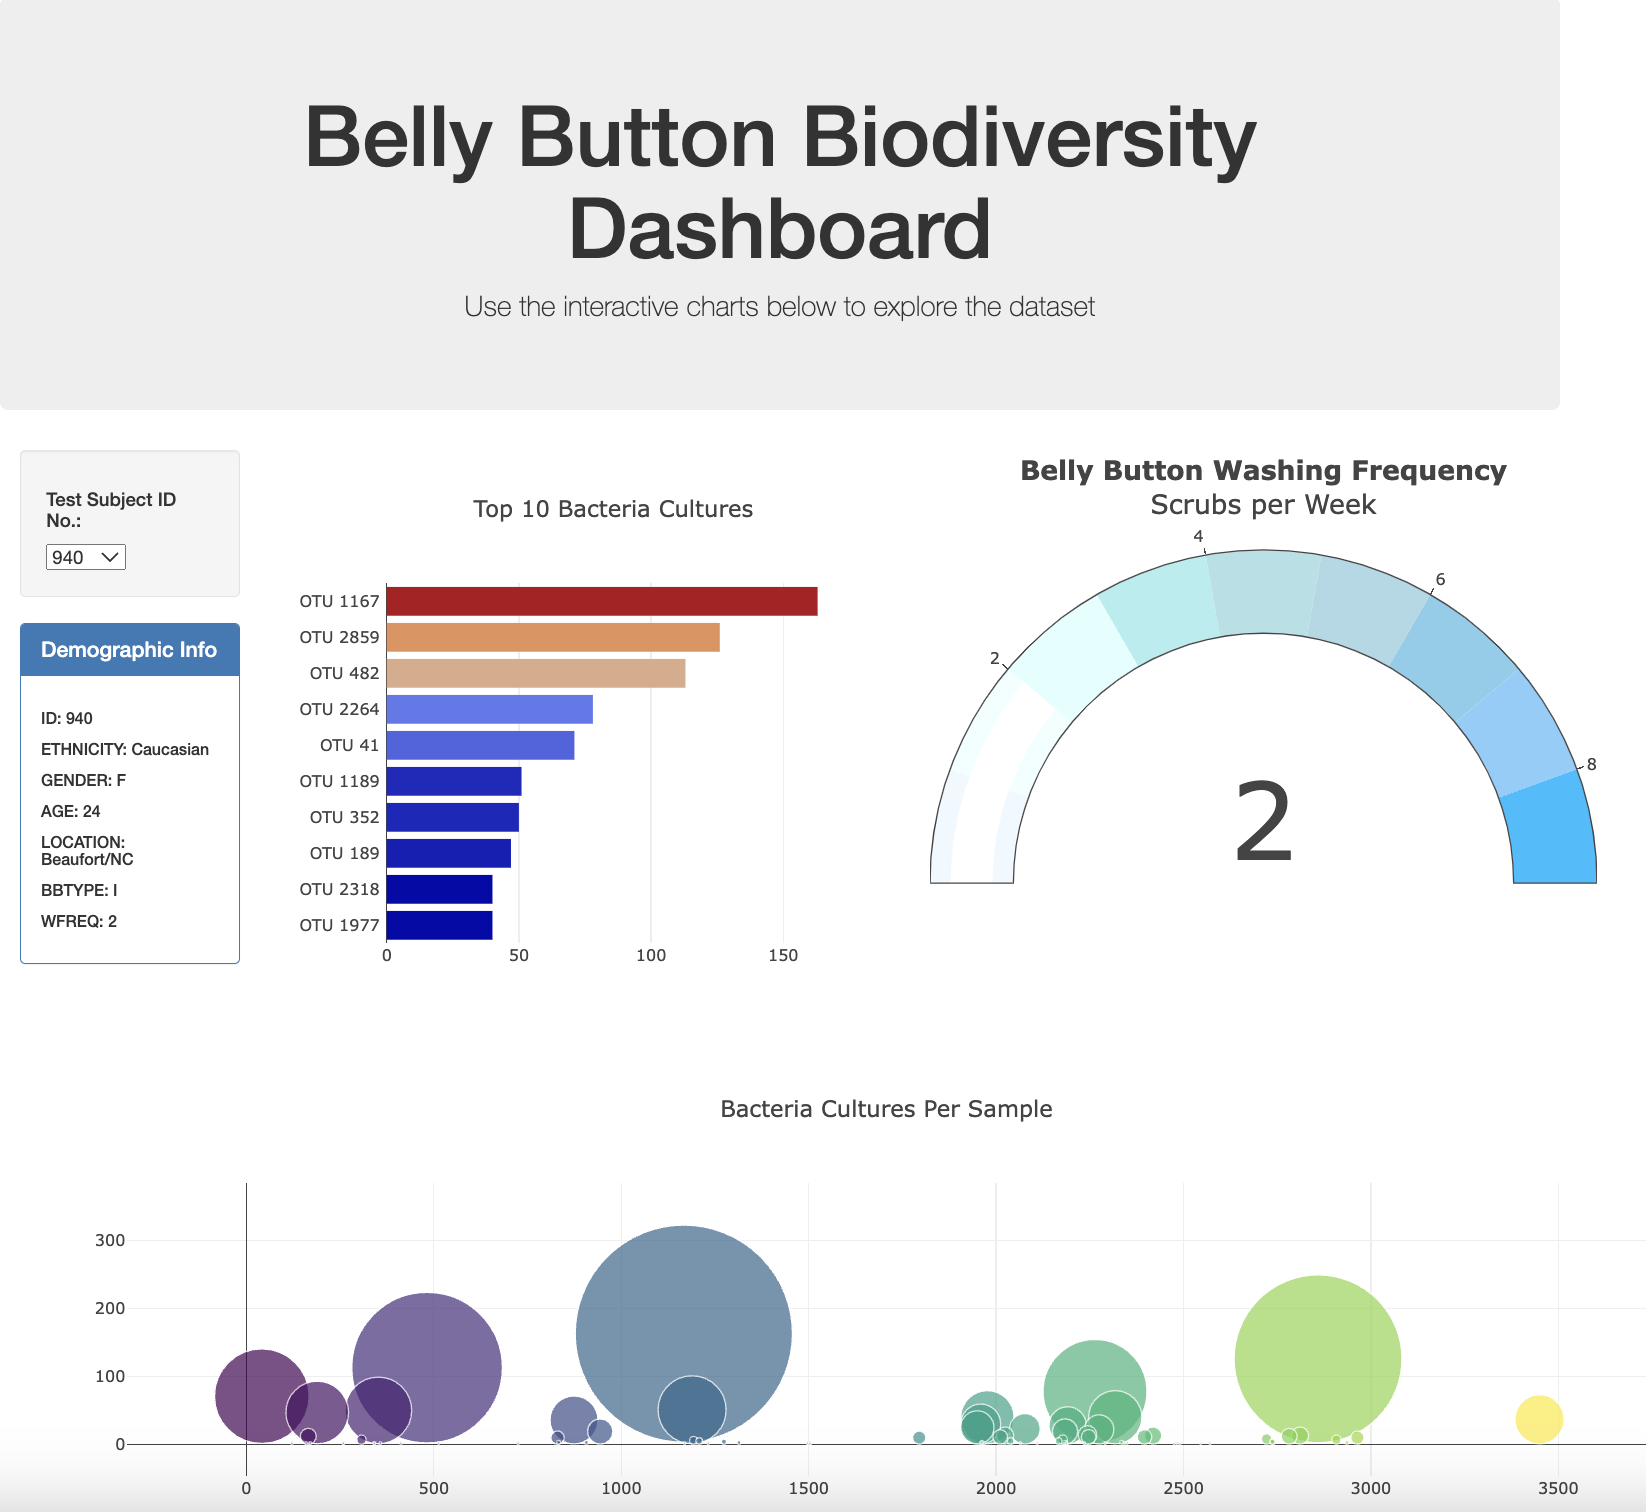 Belly Button Biodiversity
Dashboard
Use the interactive charts below to explore the dataset
Test Subject ID
No.:
940
Demographic Info
ID: 940
ETHNICITY: Caucasian
GENDER: F
AGE: 24
LOCATION:
Beaufort/NC
BBTYPE: I
WFREQ: 2
Top 10 Bacteria Cultures
OTU 1167
OTU 2859
OTU 482
OTU 2264
OTU 41
OTU 1189
OTU 352
OTU 189
OTU 2318
OTU 1977
0 50 100 150
Belly Button Washing Frequency
Scrubs per Week
2
4
6
8
2
Bacteria Cultures Per Sample
300
200
100
0
0 500 1000 1500 2000 2500 3000 3500